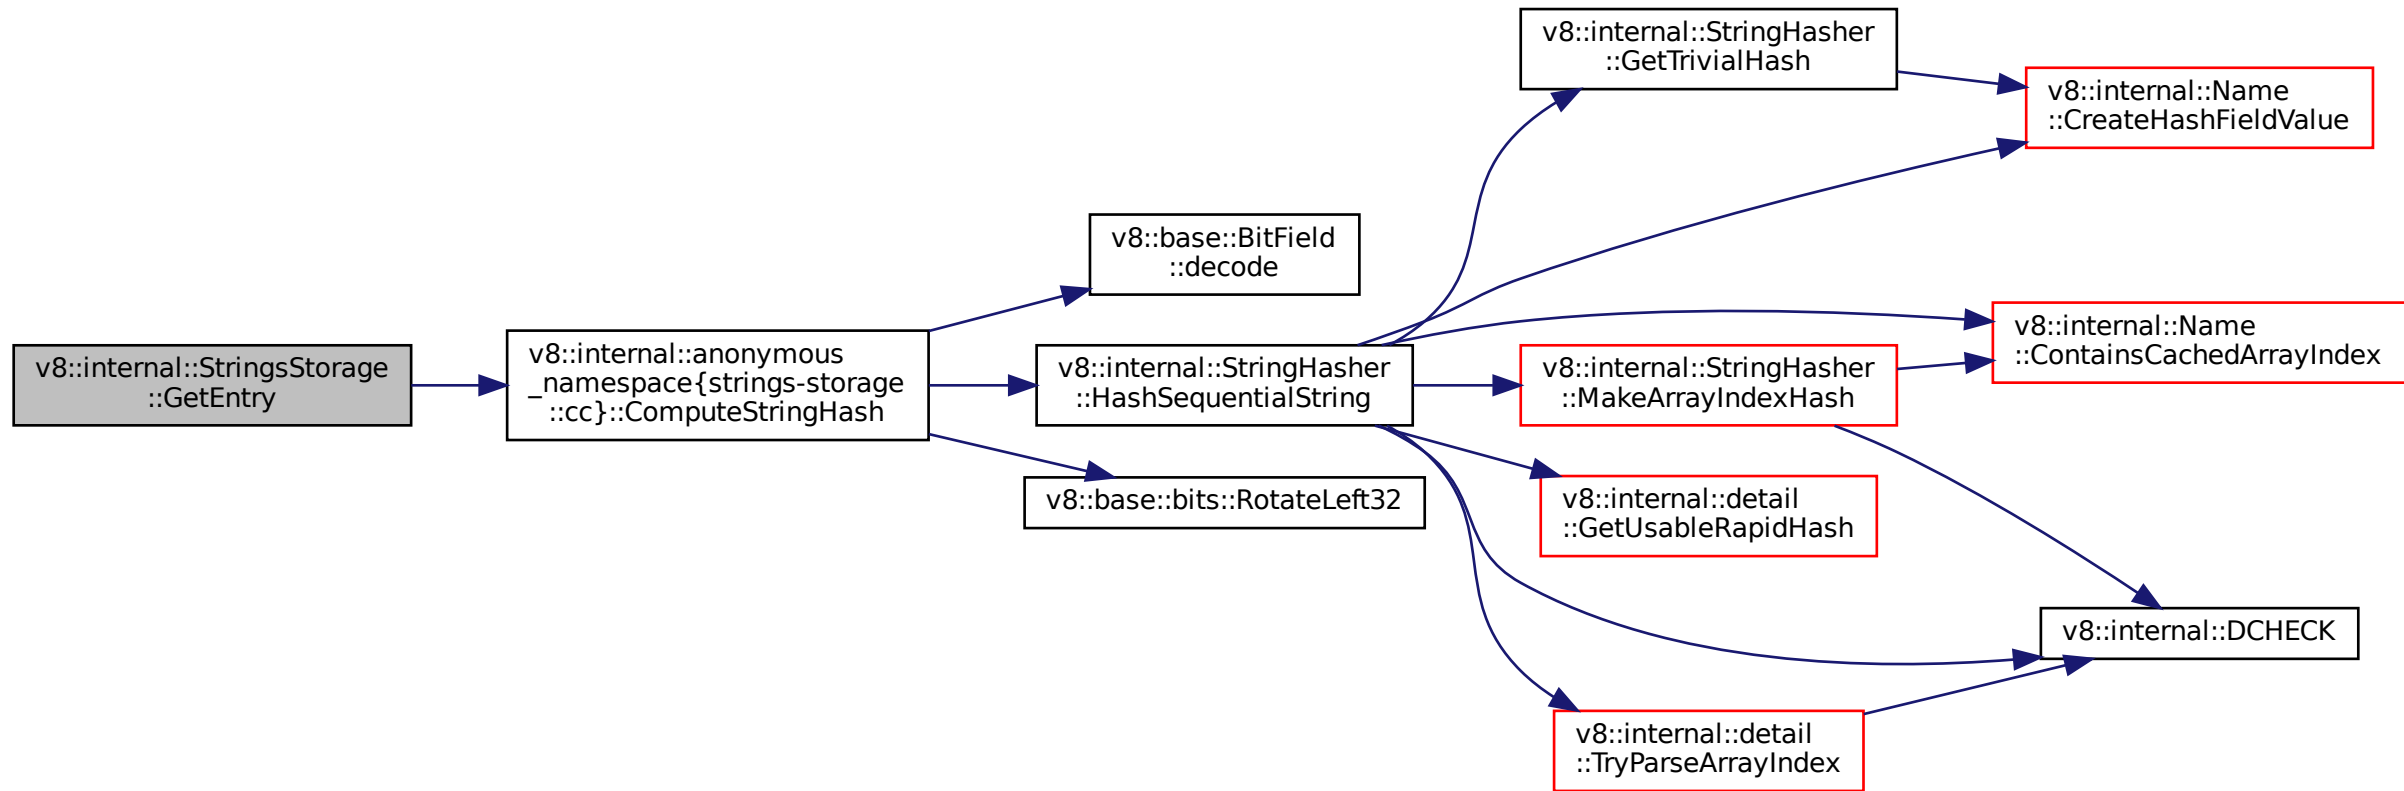 v8::internal::StringsStorage
::GetEntry
v8::internal::anonymous
_namespace{strings-storage
::cc}::ComputeStringHash
v8::base::BitField
::decode
v8::internal::StringHasher
::HashSequentialString
v8::base::bits::RotateLeft32
v8::internal::StringHasher
::GetTrivialHash
v8::internal::StringHasher
::MakeArrayIndexHash
v8::internal::detail
::GetUsableRapidHash
v8::internal::detail
::TryParseArrayIndex
v8::internal::Name
::CreateHashFieldValue
v8::internal::Name
::ContainsCachedArrayIndex
v8::internal::DCHECK